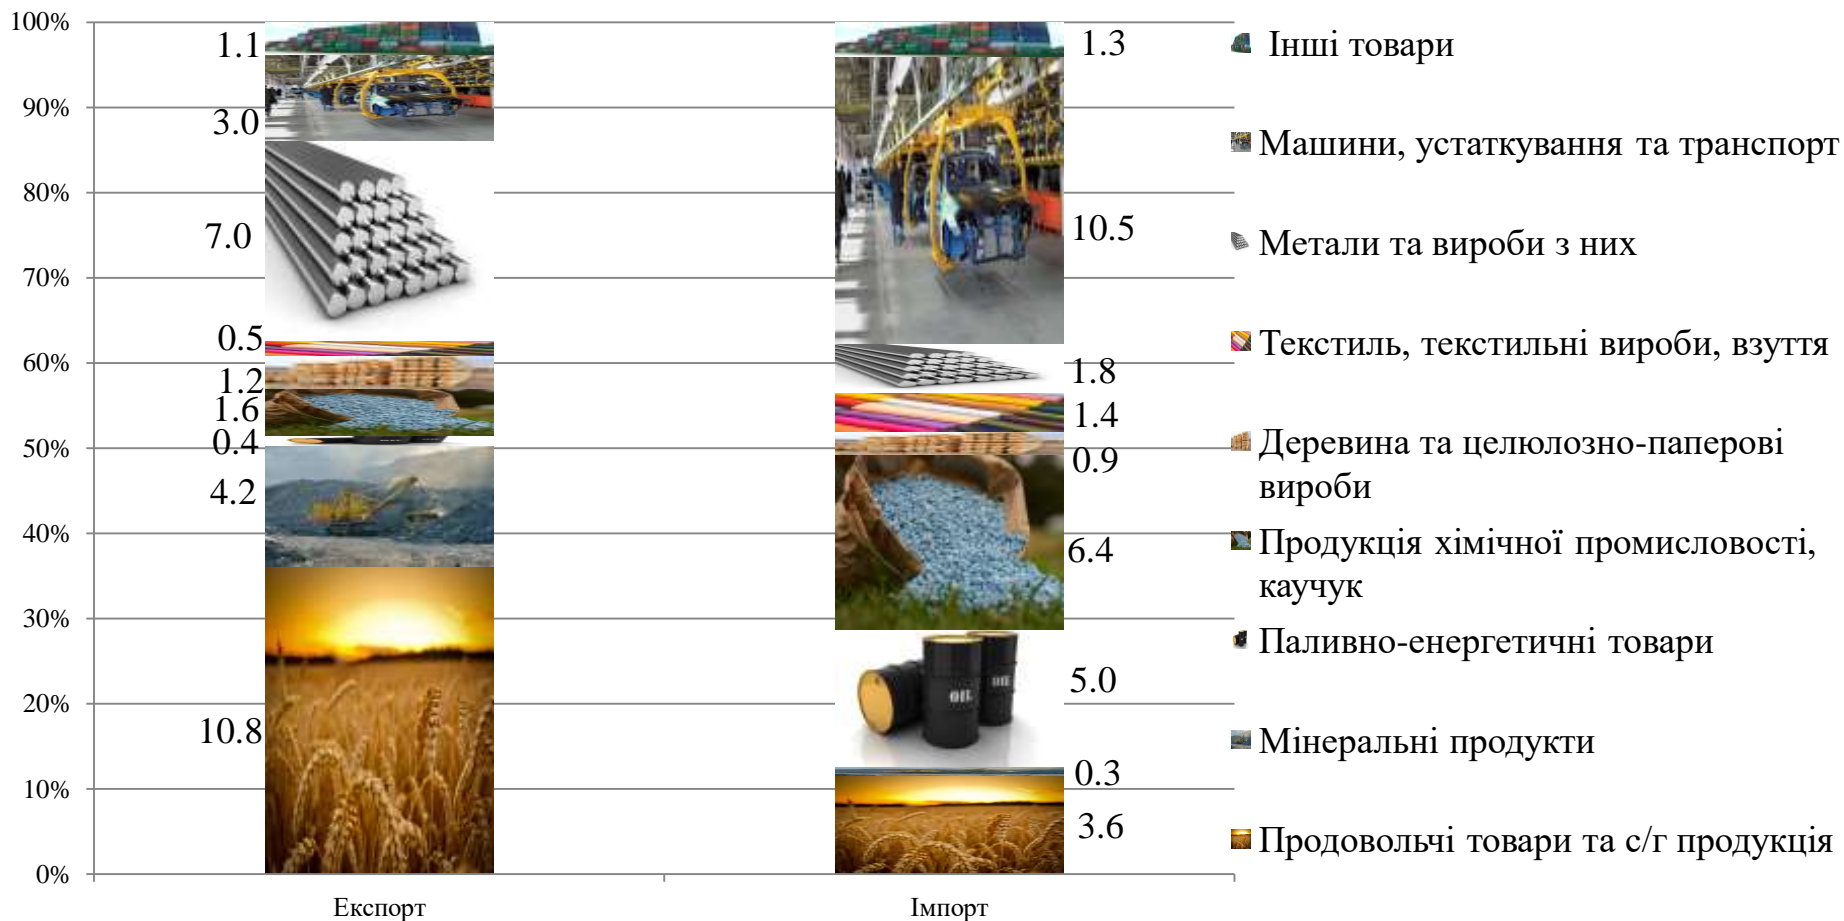 100%
90%
80%
70%
60%
50%
40%
30%
20%
10%
0%
1.1
3.0
7.0
0.5
1.2
1.6
0.4
4.2
10.8
1.3
10.5
1.8
1.4
0.9
6.4
5.0
0.3
3.6
OIL
OIL
Експорт
Імпорт
Інші товари
Машини, устаткування та транспорт
Метали та вироби з них
Текстиль, текстильні вироби, взуття
Деревина та целюлозно-паперові
вироби
Продукція хімічної промисловості,
каучук
Паливно-енергетичні товари
Мінеральні продукти
Продовольчі товари та с/г продукція